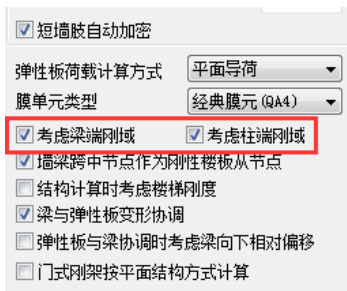 短墙肢自动加密
弹性板荷载计算方式 平面导荷
膜单元类型 经典膜元(QA4)
考虑梁端刚域 考虑柱端刚域
墙梁跨中节点作为刚性楼板从节点
结构计算时考虑楼梯刚度
梁与弹性板变形协调
弹性板与梁协调时考虑梁向下相对偏移
门式刚架按平面结构方式计算